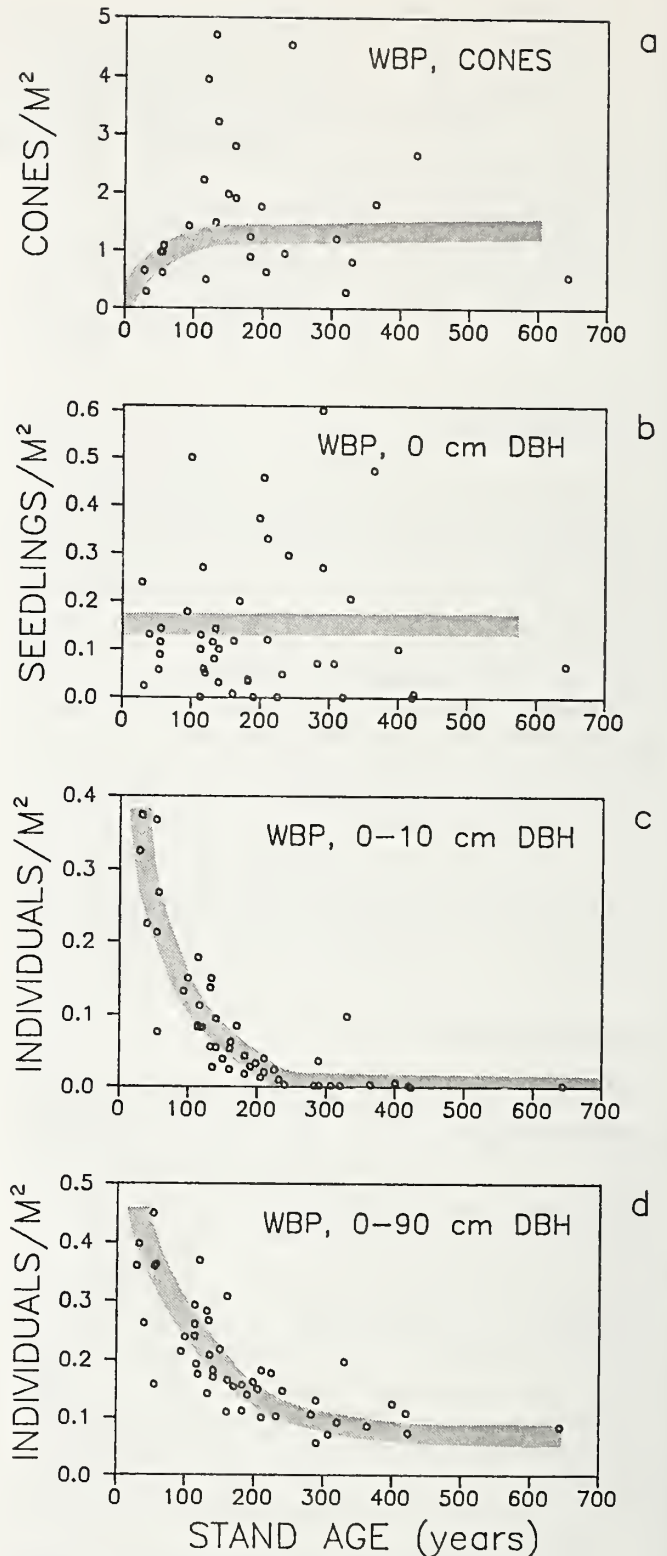 a
WBP, CONES
CONES/M²
5
4
3
2
1
0
0 100 200 300 400 500 600 700
b
WBP, 0 cm DBH
SEEDLINGS/M²
0.6
0.5
0.4
0.3
0.2
0.1
0.0
0 100 200 300 400 500 600 700
c
WBP, 0-10 cm DBH
INDIVIDUALS/M²
0.4
0.3
0.2
0.1
0.0
0 100 200 300 400 500 600 700
d
WBP, 0-90 cm DBH
INDIVIDUALS/M²
0.5
0.4
0.3
0.2
0.1
0.0
0 100 200 300 400 500 600 700
STAND AGE (years)